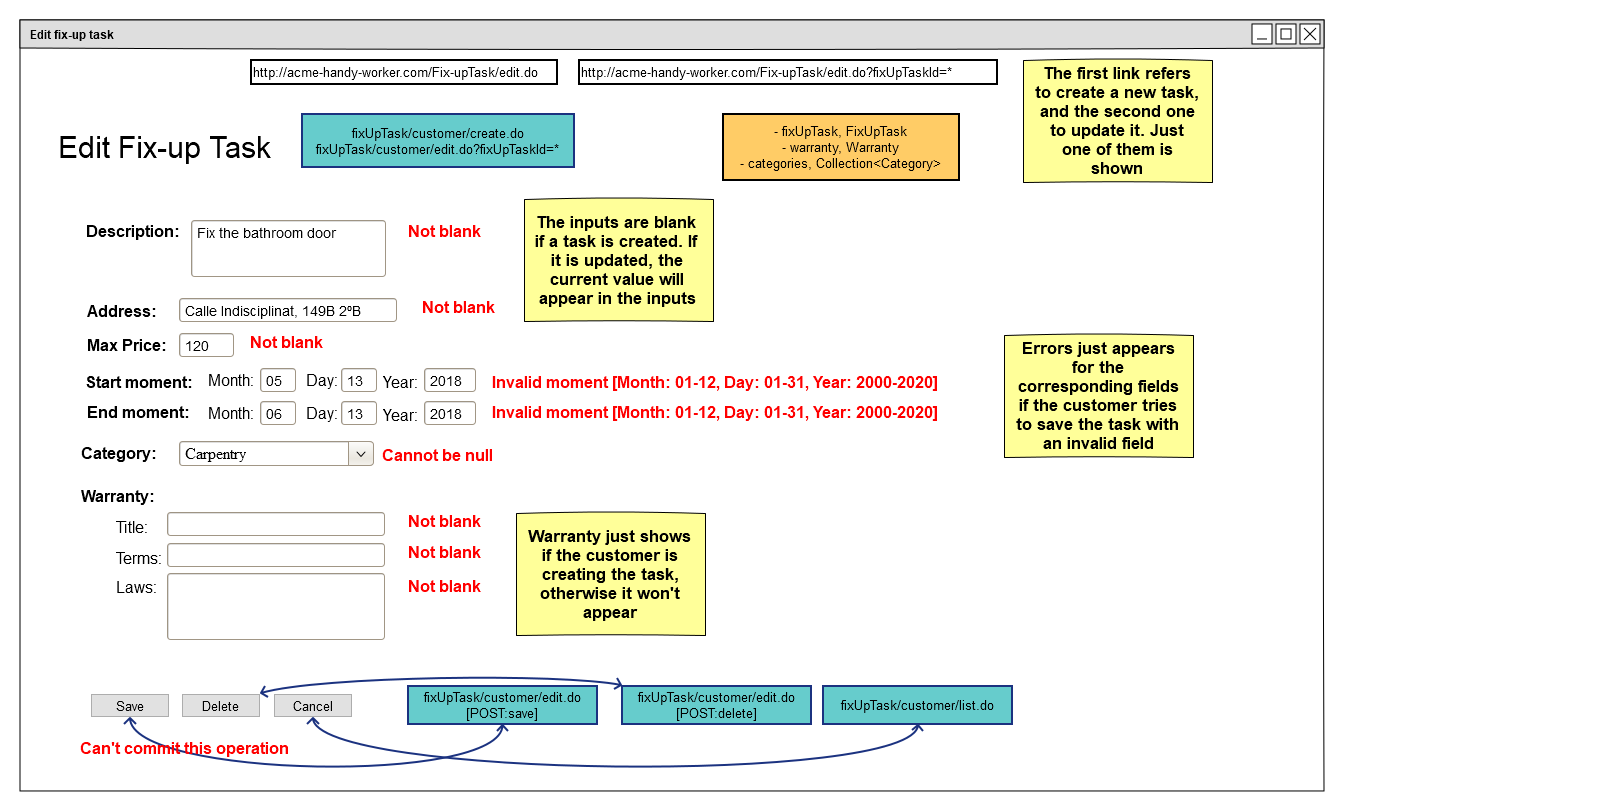 Edit fix-up task
http://acme-handy-worker.com/Fix-upTask/edit.do
http://acme-handy-worker.com/Fix-upTask/edit.do?fixUpTaskId=*
The first link refers
to create a new task,
and the second one
to update it. Just
one of them is
shown
Edit Fix-up Task
fixUpTask/customer/create.do
fixUpTask/customer/edit.do?fixUpTaskId=*
- fixUpTask, FixUpTask
- warranty, Warranty
- categories, Collection<Category>
Description:
Fix the bathroom door
Not blank
The inputs are blank
if a task is created. If
it is updated, the
current value will
appear in the inputs
Address:
Calle Indisciplinat, 149B 2ºB
Not blank
Max Price:
120
Not blank
Start moment: Month: 05 Day: 13 Year: 2018 Invalid moment [Month: 01-12, Day: 01-31, Year: 2000-2020]
End moment: Month: 06 Day: 13 Year: 2018 Invalid moment [Month: 01-12, Day: 01-31, Year: 2000-2020]
Errors just appears
for the
corresponding fields
if the customer tries
to save the task with
an invalid field
Category:
Carpentry
Cannot be null
Warranty:
Title:
Not blank
Terms:
Not blank
Laws:
Not blank
Warranty just shows
if the customer is
creating the task,
otherwise it won't
appear
Save
Delete
Cancel
fixUpTask/customer/edit.do
[POST:save]
fixUpTask/customer/edit.do
[POST:delete]
fixUpTask/customer/list.do
Can't commit this operation